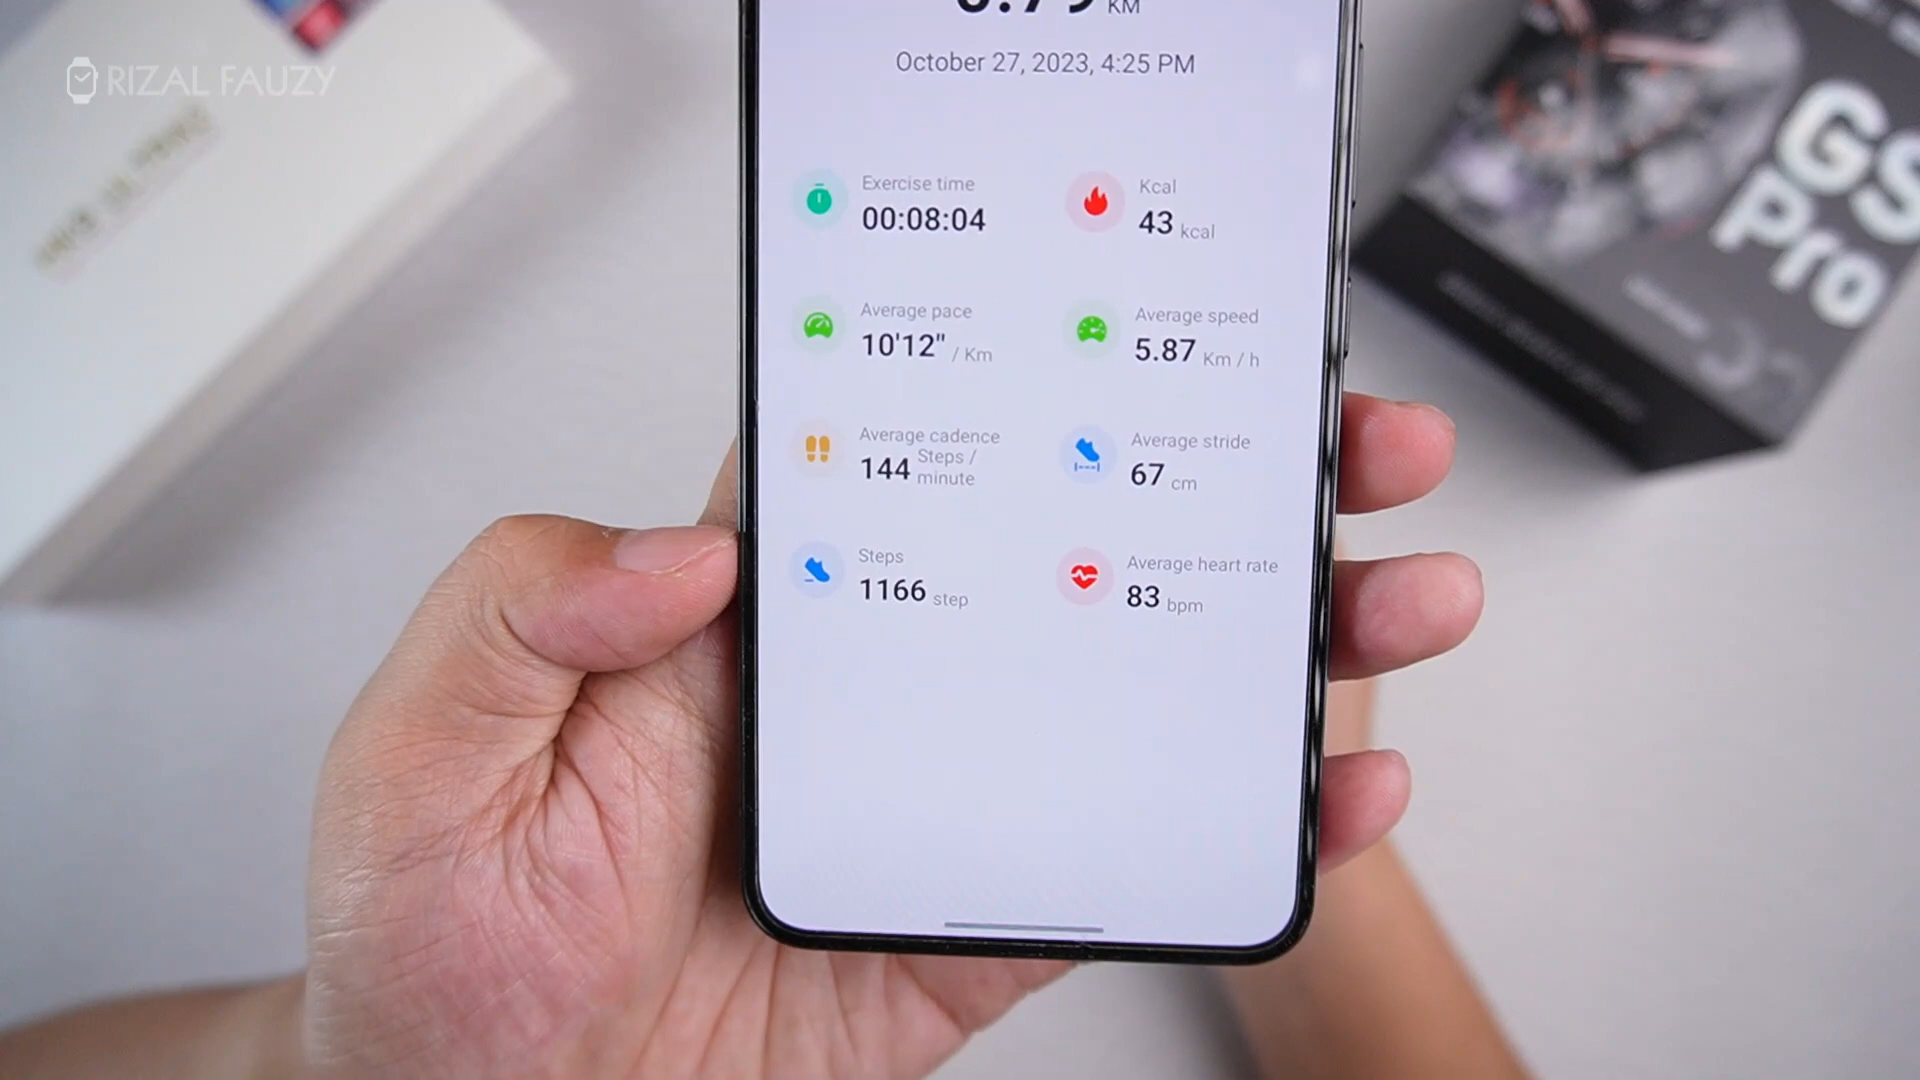 RIZAL FAUZY
0.79 KM
October 27, 2023, 4:25 PM
Exercise time
00:08:04
Kcal
43 kcal
Average pace
10'12" / Km
Average speed
5.87 Km / h
Average cadence
144 Steps / minute
Average stride
67 cm
Steps
1166 step
Average heart rate
83 bpm
GS
Pro